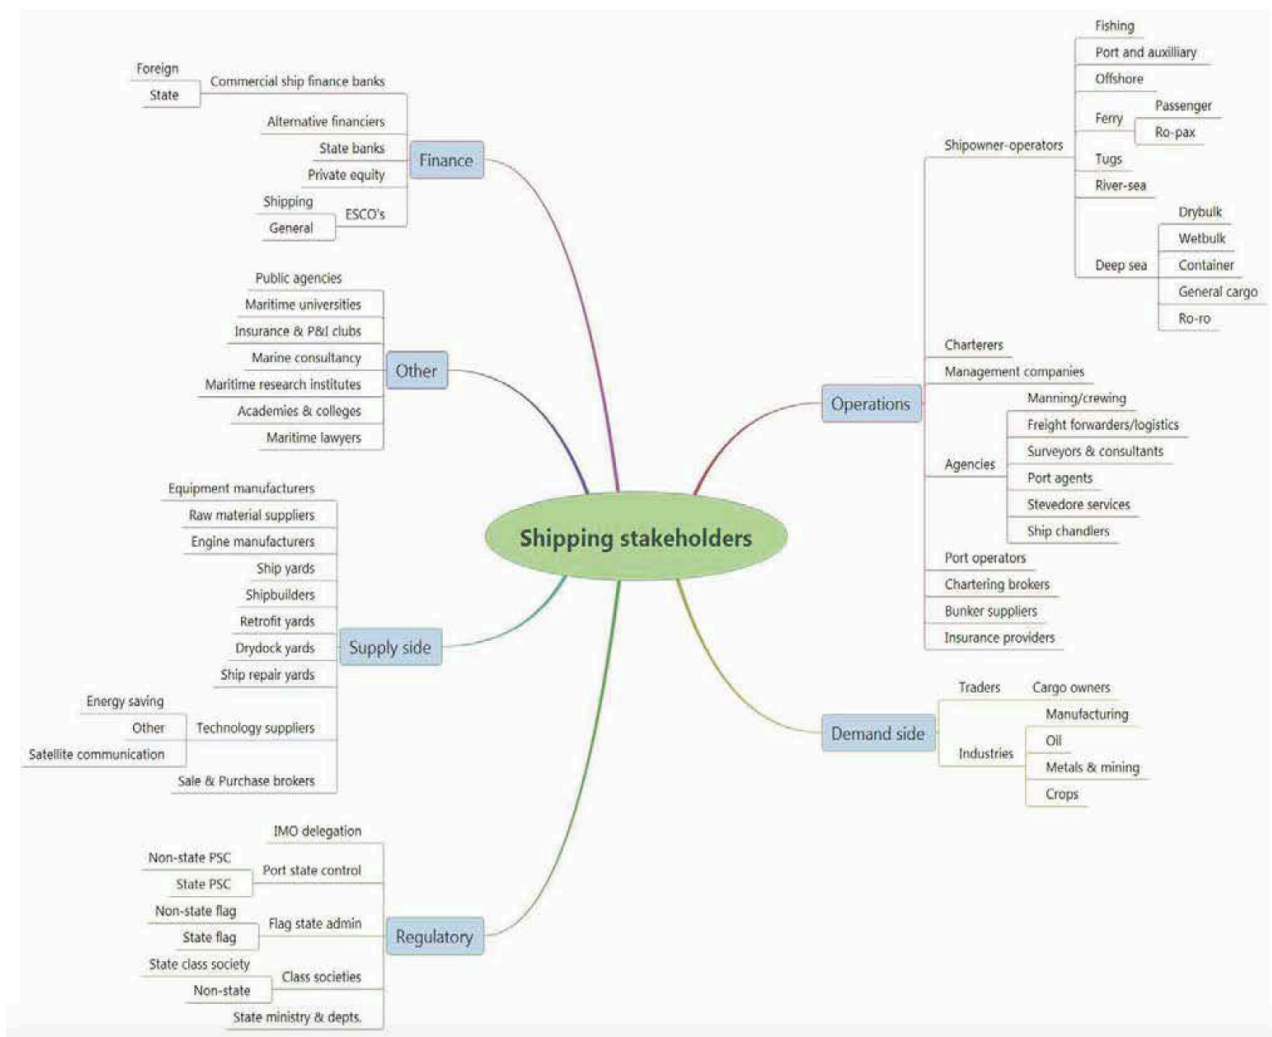 Shipping stakeholders
Finance
Commercial ship finance banks
Foreign
State
Alternative financiers
State banks
Private equity
ESCO's
Shipping
General
Other
Public agencies
Maritime universities
Insurance & P&I clubs
Marine consultancy
Maritime research institutes
Academies & colleges
Maritime lawyers
Supply side
Equipment manufacturers
Raw material suppliers
Engine manufacturers
Ship yards
Shipbuilders
Retrofit yards
Drydock yards
Ship repair yards
Technology suppliers
Energy saving
Other
Satellite communication
Sale & Purchase brokers
Regulatory
IMO delegation
Port state control
Non-state PSC
State PSC
Flag state admin
Non-state flag
State flag
Class societies
State class society
Non-state
State ministry & depts.
Operations
Shipowner-operators
Fishing
Port and auxilliary
Offshore
Ferry
Passenger
Ro-pax
Tugs
River-sea
Deep sea
Drybulk
Wetbulk
Container
General cargo
Ro-ro
Charterers
Management companies
Agencies
Manning/crewing
Freight forwarders/logistics
Surveyors & consultants
Port agents
Stevedore services
Ship chandlers
Port operators
Chartering brokers
Bunker suppliers
Insurance providers
Demand side
Traders
Cargo owners
Industries
Manufacturing
Oil
Metals & mining
Crops